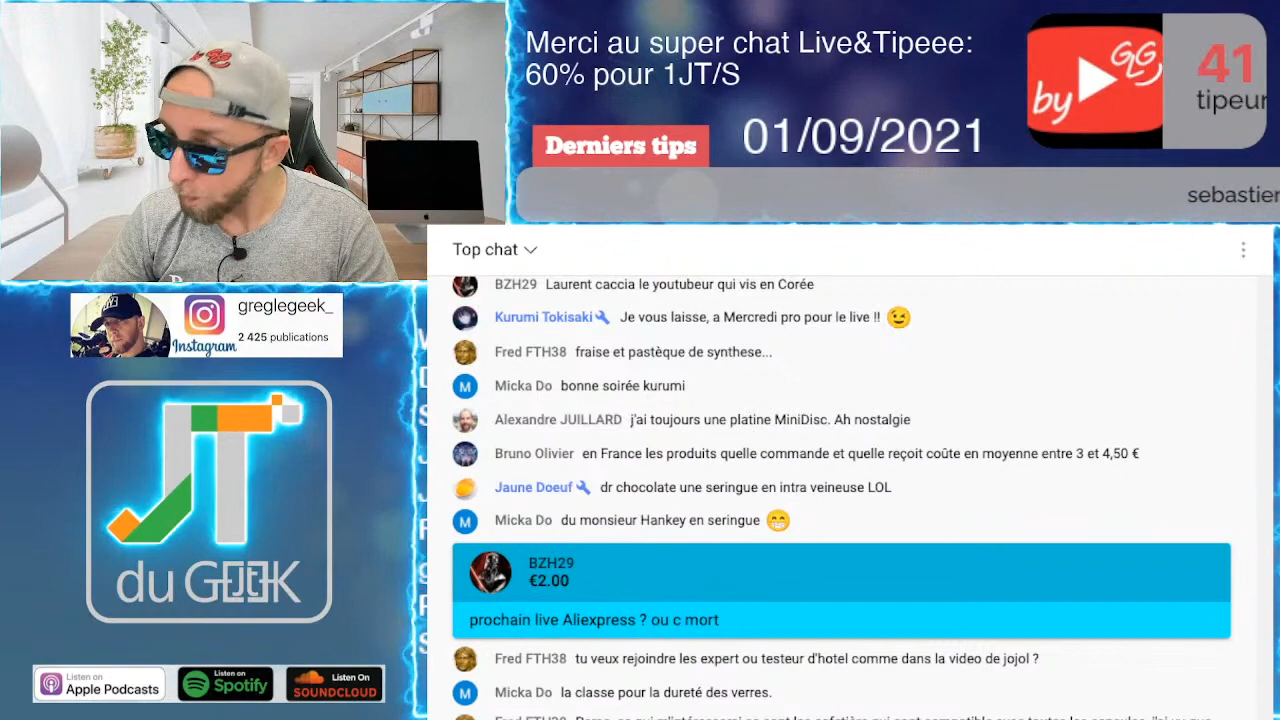 Merci au super chat Live&Tipeee:
60% pour 1JT/S
by GLG
41
tipeur
Derniers tips
01/09/2021
sebastien
Top chat
BZH29 Laurent caccia le youtubeur qui vis en Corée
Kurumi Tokisaki Je vous laisse, a Mercredi pro pour le live !! 😉
Fred FTH38 fraise et pastèque de synthese...
Micka Do bonne soirée kurumi
Alexandre JUILLARD j'ai toujours une platine MiniDisc. Ah nostalgie
Bruno Olivier en France les produits quelle commande et quelle reçoit coûte en moyenne entre 3 et 4,50 €
Jaune Doeuf dr chocolate une seringue en intra veineuse LOL
M Micka Do du monsieur Hankey en seringue 😁
BZH29
€2.00
prochain live Aliexpress ? ou c mort
Fred FTH38 tu veux rejoindre les expert ou testeur d'hotel comme dans la video de jojol ?
M Micka Do la classe pour la dureté des verres.
greglegeek_
2 425 publications
Instagram
JT
du GEEK
Listen on
Apple Podcasts
Listen on
Spotify
Listen On
SOUNDCLOUD